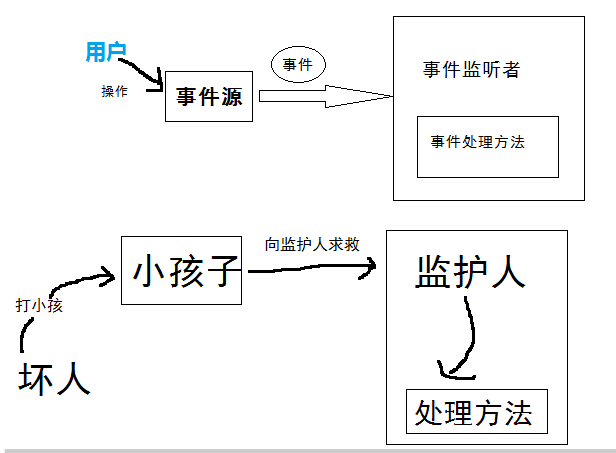 用户
操作
事件源
事件
事件监听者
事件处理方法
小孩子
向监护人求救
监护人
打小孩
坏人
处理方法